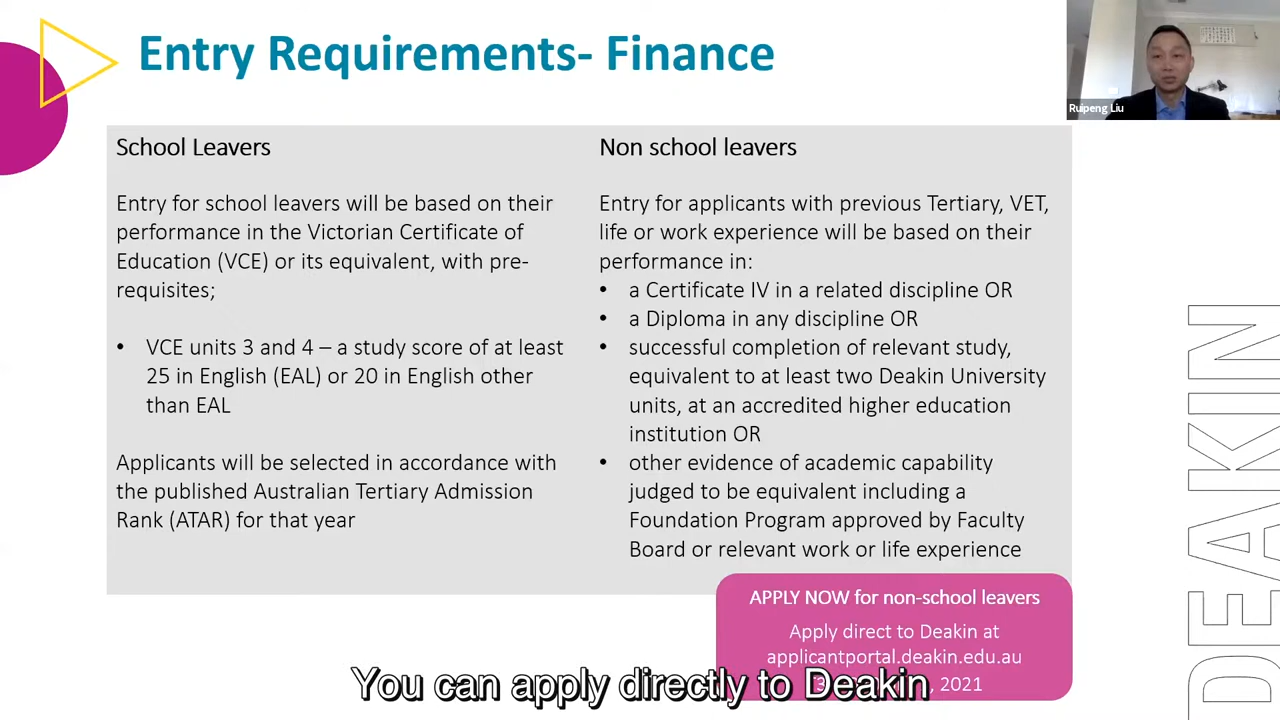 Entry Requirements- Finance
Ruipeng Liu
School Leavers
Entry for school leavers will be based on their
performance in the Victorian Certificate of
Education (VCE) or its equivalent, with pre-
requisites;
• VCE units 3 and 4 – a study score of at least
25 in English (EAL) or 20 in English other
than EAL
Applicants will be selected in accordance with
the published Australian Tertiary Admission
Rank (ATAR) for that year
Non school leavers
Entry for applicants with previous Tertiary, VET,
life or work experience will be based on their
performance in:
• a Certificate IV in a related discipline OR
• a Diploma in any discipline OR
• successful completion of relevant study,
equivalent to at least two Deakin University
units, at an accredited higher education
institution OR
• other evidence of academic capability
judged to be equivalent including a
Foundation Program approved by Faculty
Board or relevant work or life experience
APPLY NOW for non-school leavers
Apply direct to Deakin at
applicantportal.deakin.edu.au
2021
You can apply directly to Deakin
DEAKIN